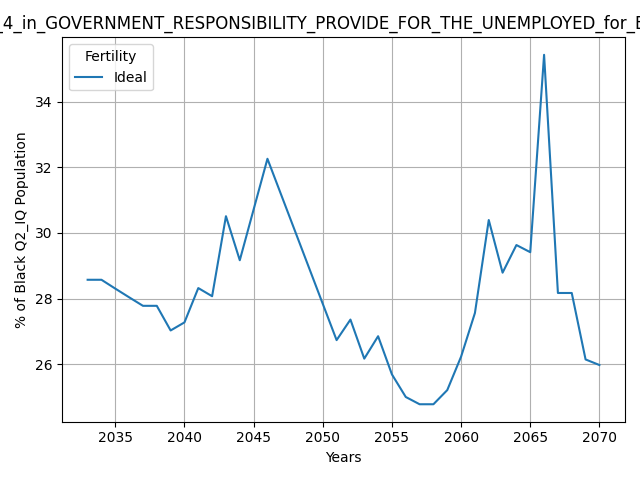 _4_in_GOVERNMENT_RESPONSIBILITY_PROVIDE_FOR_THE_UNEMPLOYED_for_B
Fertility
Ideal
% of Black Q2_IQ Population
34
32
30
28
26
2035 2040 2045 2050 2055 2060 2065 2070
Years